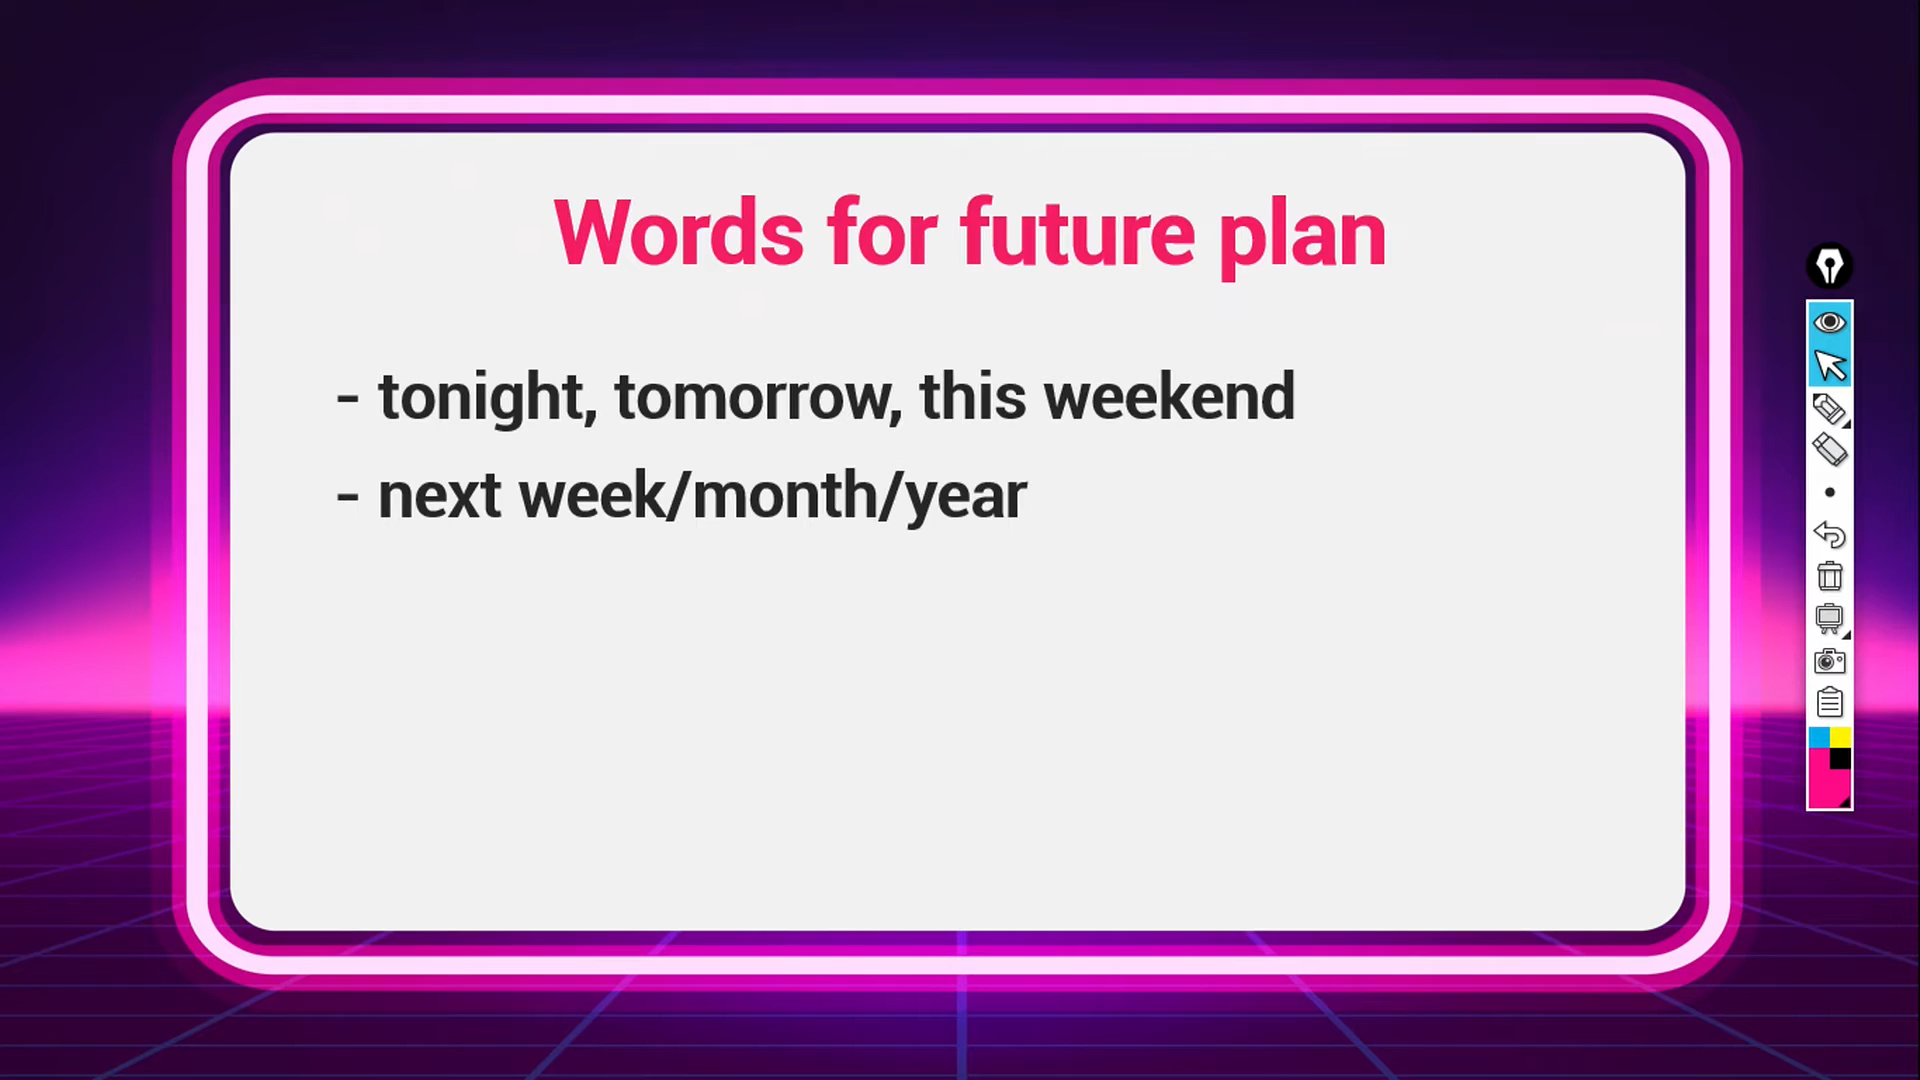 Words for future plan
- tonight, tomorrow, this weekend
- next week/month/year